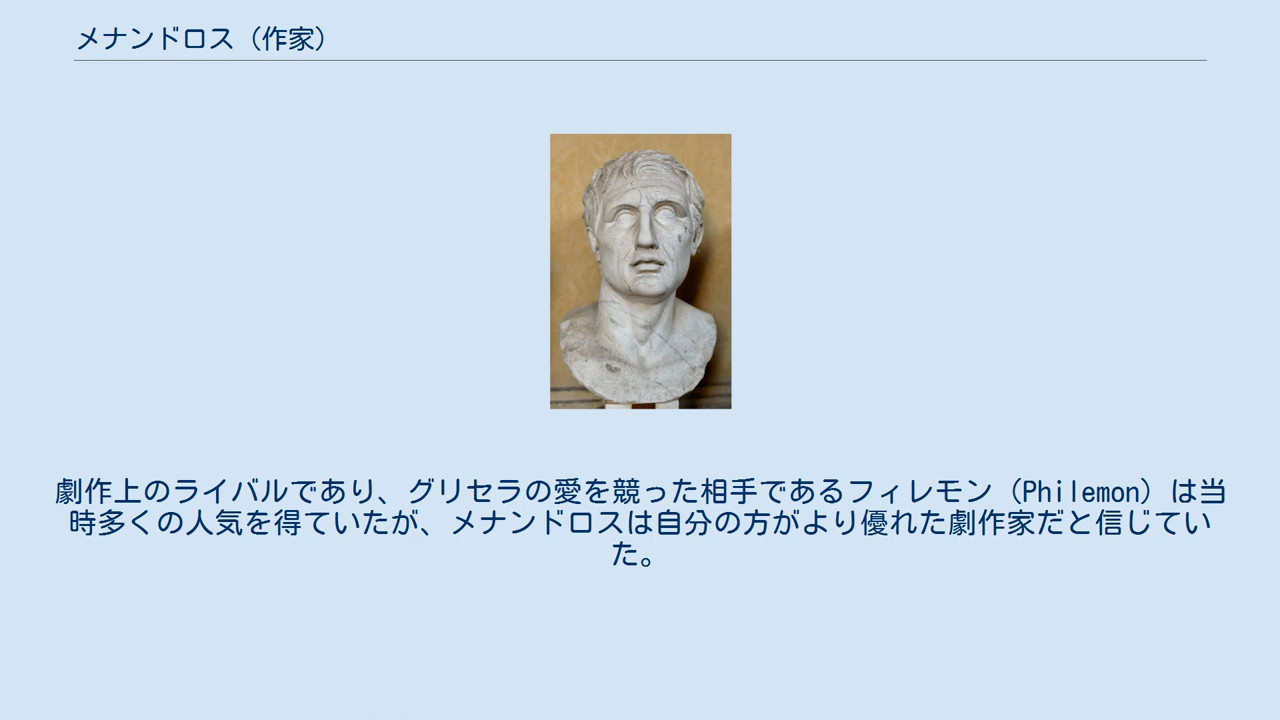 メナンドロス（作家）
劇作上のライバルであり、グリセラの愛を競った相手であるフィレモン（Philemon）は当
時多くの人気を得ていたが、メナンドロスは自分の方がより優れた劇作家だと信じてい
た。